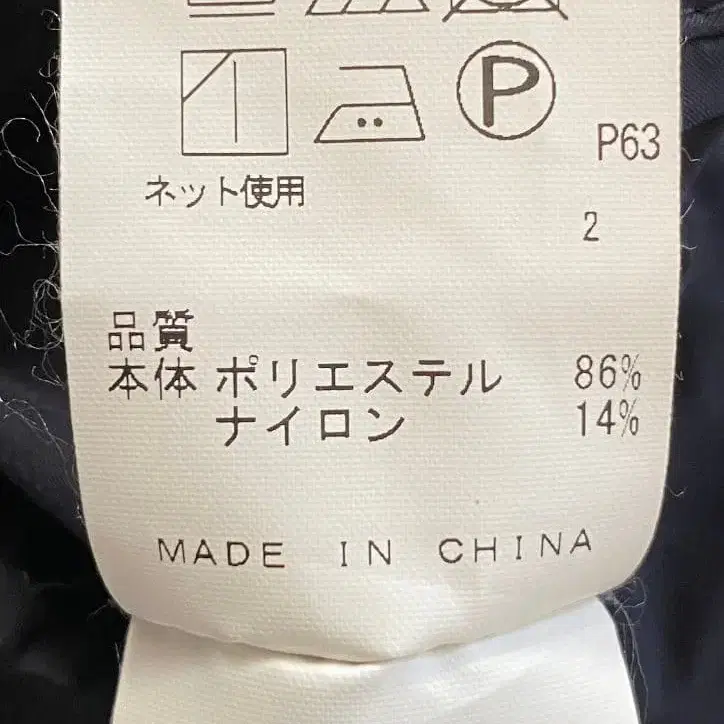 P
P63
ネット使用
2
品質
本体 ポリエステル 86%
ナイロン 14%
MADE IN CHINA